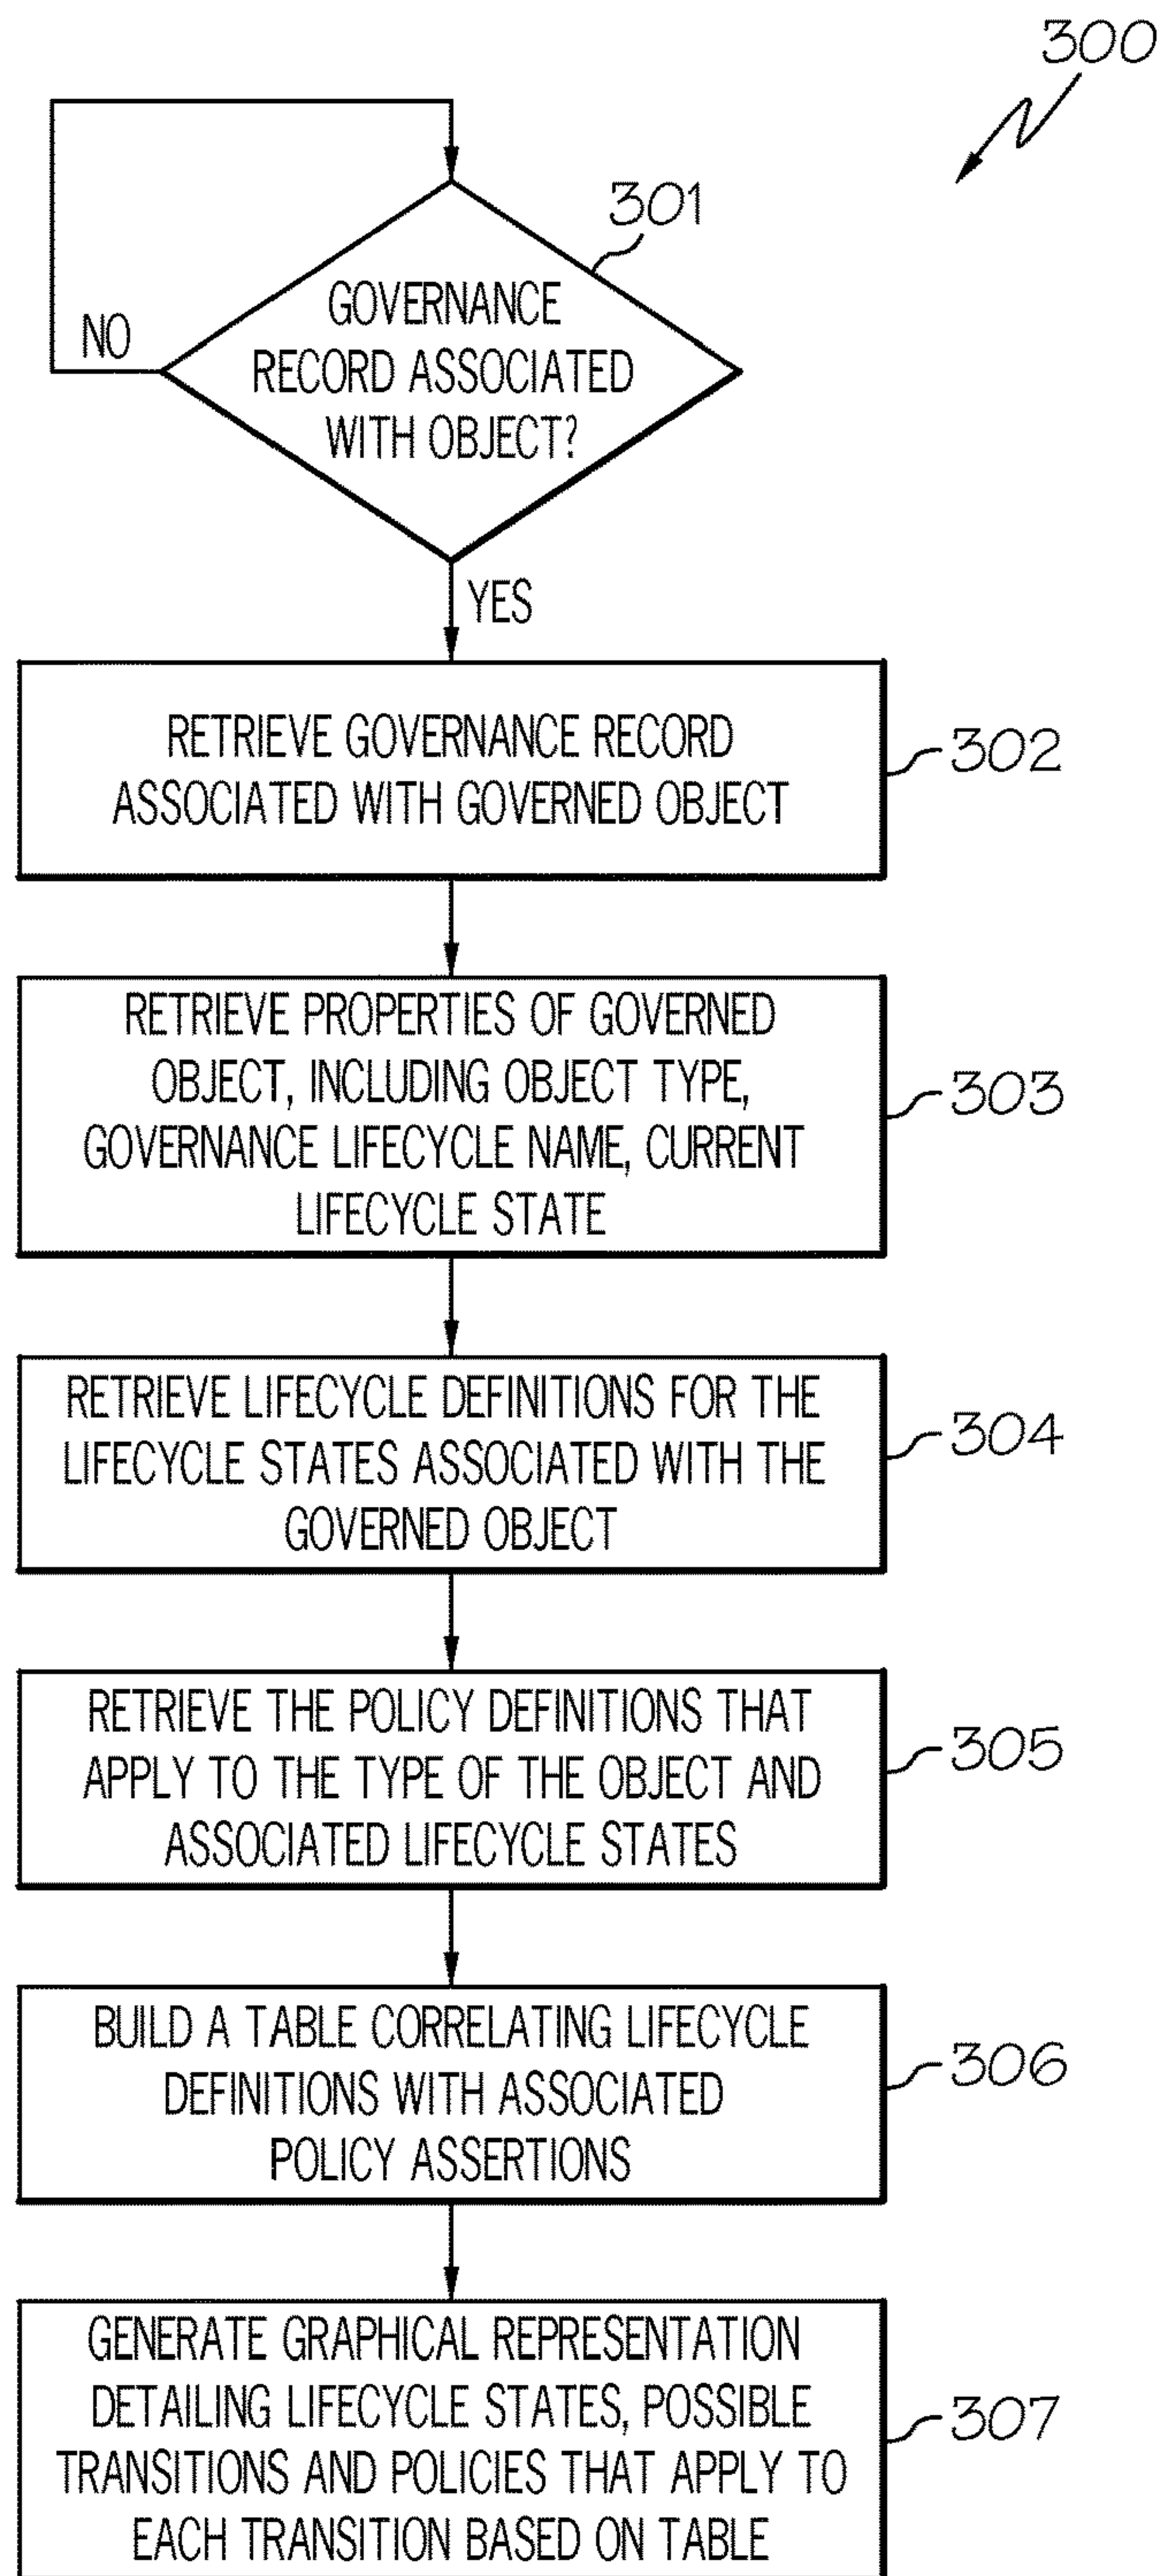 300
301
GOVERNANCE
RECORD ASSOCIATED
WITH OBJECT?
NO
YES
RETRIEVE GOVERNANCE RECORD
ASSOCIATED WITH GOVERNED OBJECT
302
RETRIEVE PROPERTIES OF GOVERNED
OBJECT, INCLUDING OBJECT TYPE,
GOVERNANCE LIFECYCLE NAME, CURRENT
LIFECYCLE STATE
303
RETRIEVE LIFECYCLE DEFINITIONS FOR THE
LIFECYCLE STATES ASSOCIATED WITH THE
GOVERNED OBJECT
304
RETRIEVE THE POLICY DEFINITIONS THAT
APPLY TO THE TYPE OF THE OBJECT AND
ASSOCIATED LIFECYCLE STATES
305
BUILD A TABLE CORRELATING LIFECYCLE
DEFINITIONS WITH ASSOCIATED
POLICY ASSERTIONS
306
GENERATE GRAPHICAL REPRESENTATION
DETAILING LIFECYCLE STATES, POSSIBLE
TRANSITIONS AND POLICIES THAT APPLY TO
EACH TRANSITION BASED ON TABLE
307